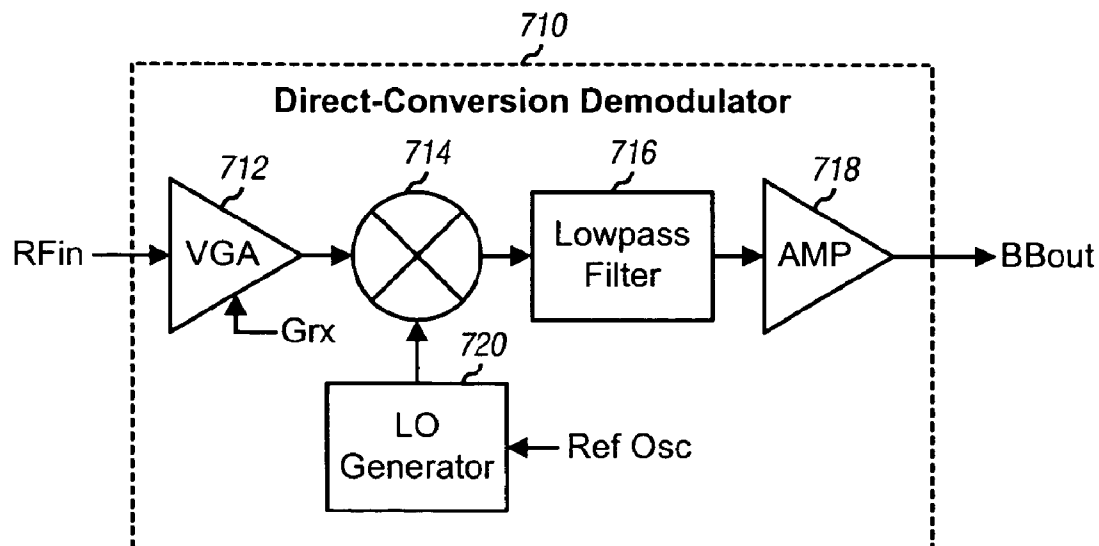 710
Direct-Conversion Demodulator
712
714
716
718
RFin
VGA
Lowpass
Filter
AMP
BBout
Grx
720
LO
Generator
Ref Osc